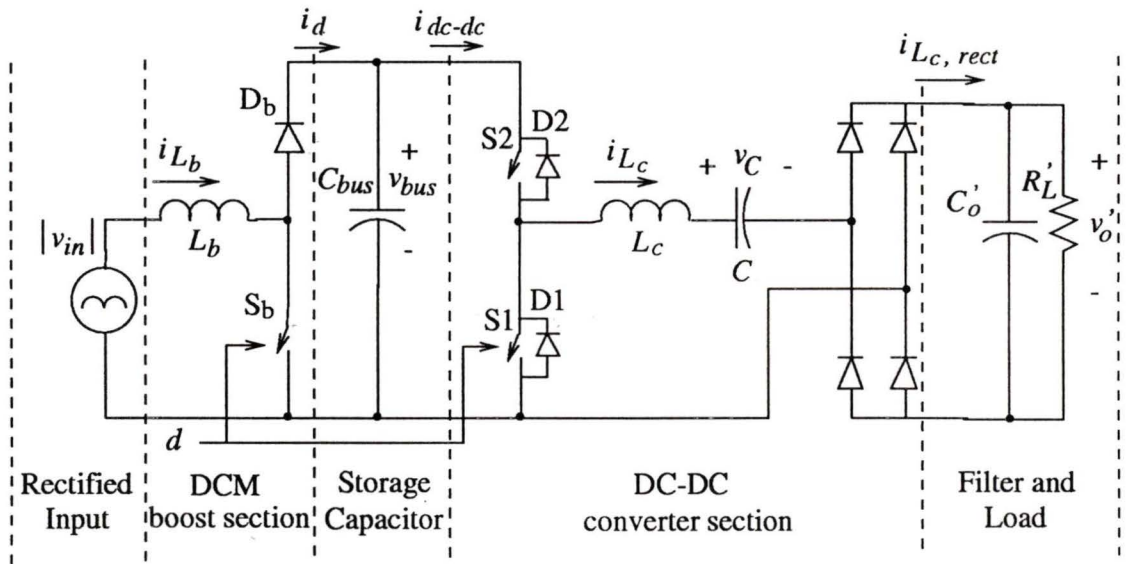 i_d
i_dc-dc
i_Lc, rect
D_b
S2
D2
i_Lb
C_bus
+
v_bus
-
i_Lc
+ v_C -
|v_in|
L_b
L_c
C
C_o'
R_L'
+
v_o'
-
S_b
S1
D1
d
Rectified Input
DCM boost section
Storage Capacitor
DC-DC converter section
Filter and Load